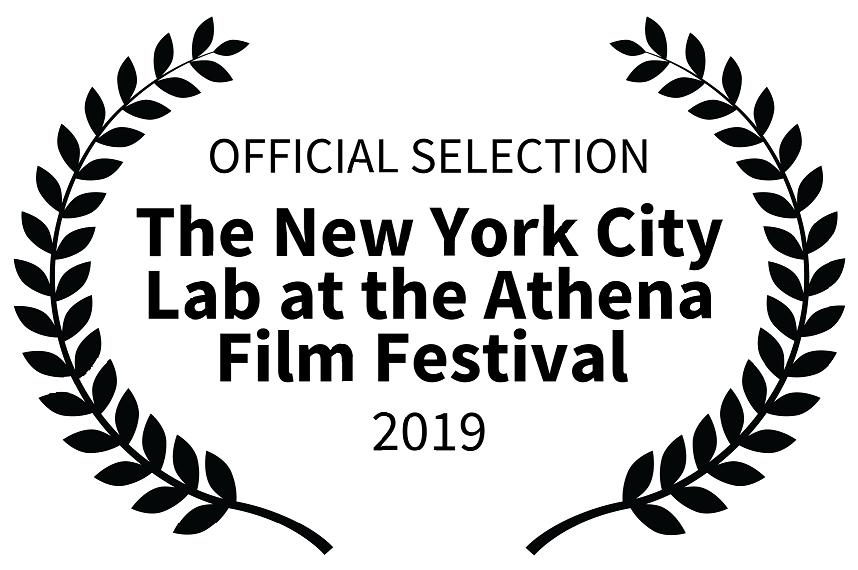 OFFICIAL SELECTION
The New York City
Lab at the Athena
Film Festival
2019